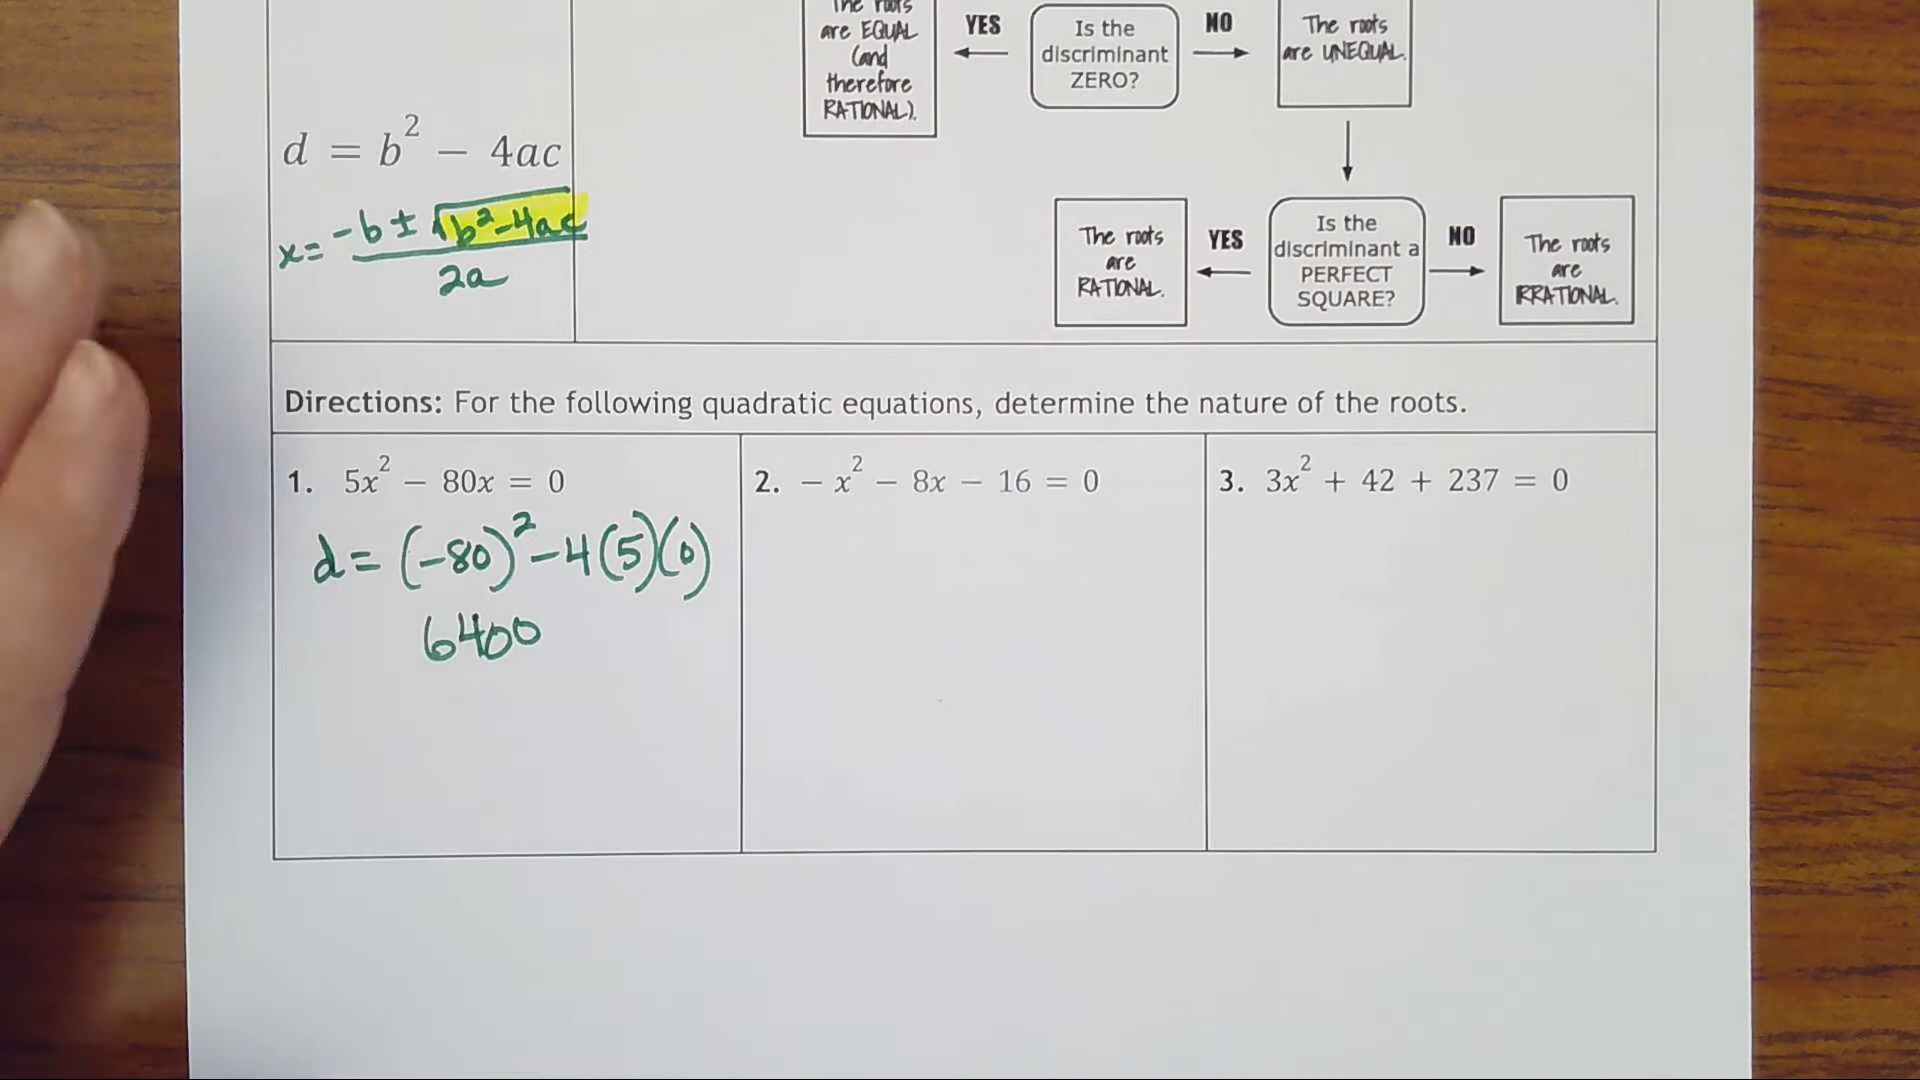 The roots
are EQUAL
(and
therefore
RATIONAL).
YES
Is the
discriminant
ZERO?
NO
The roots
are UNEQUAL.
d = b² − 4ac
x = -b ± √b²-4ac
2a
The roots
are
RATIONAL.
YES
Is the
discriminant a
PERFECT
SQUARE?
NO
The roots
are
IRRATIONAL.
Directions: For the following quadratic equations, determine the nature of the roots.
1. 5x² − 80x = 0
d = (-80)² - 4(5)(0)
6400
2. − x² − 8x − 16 = 0
3. 3x² + 42 + 237 = 0